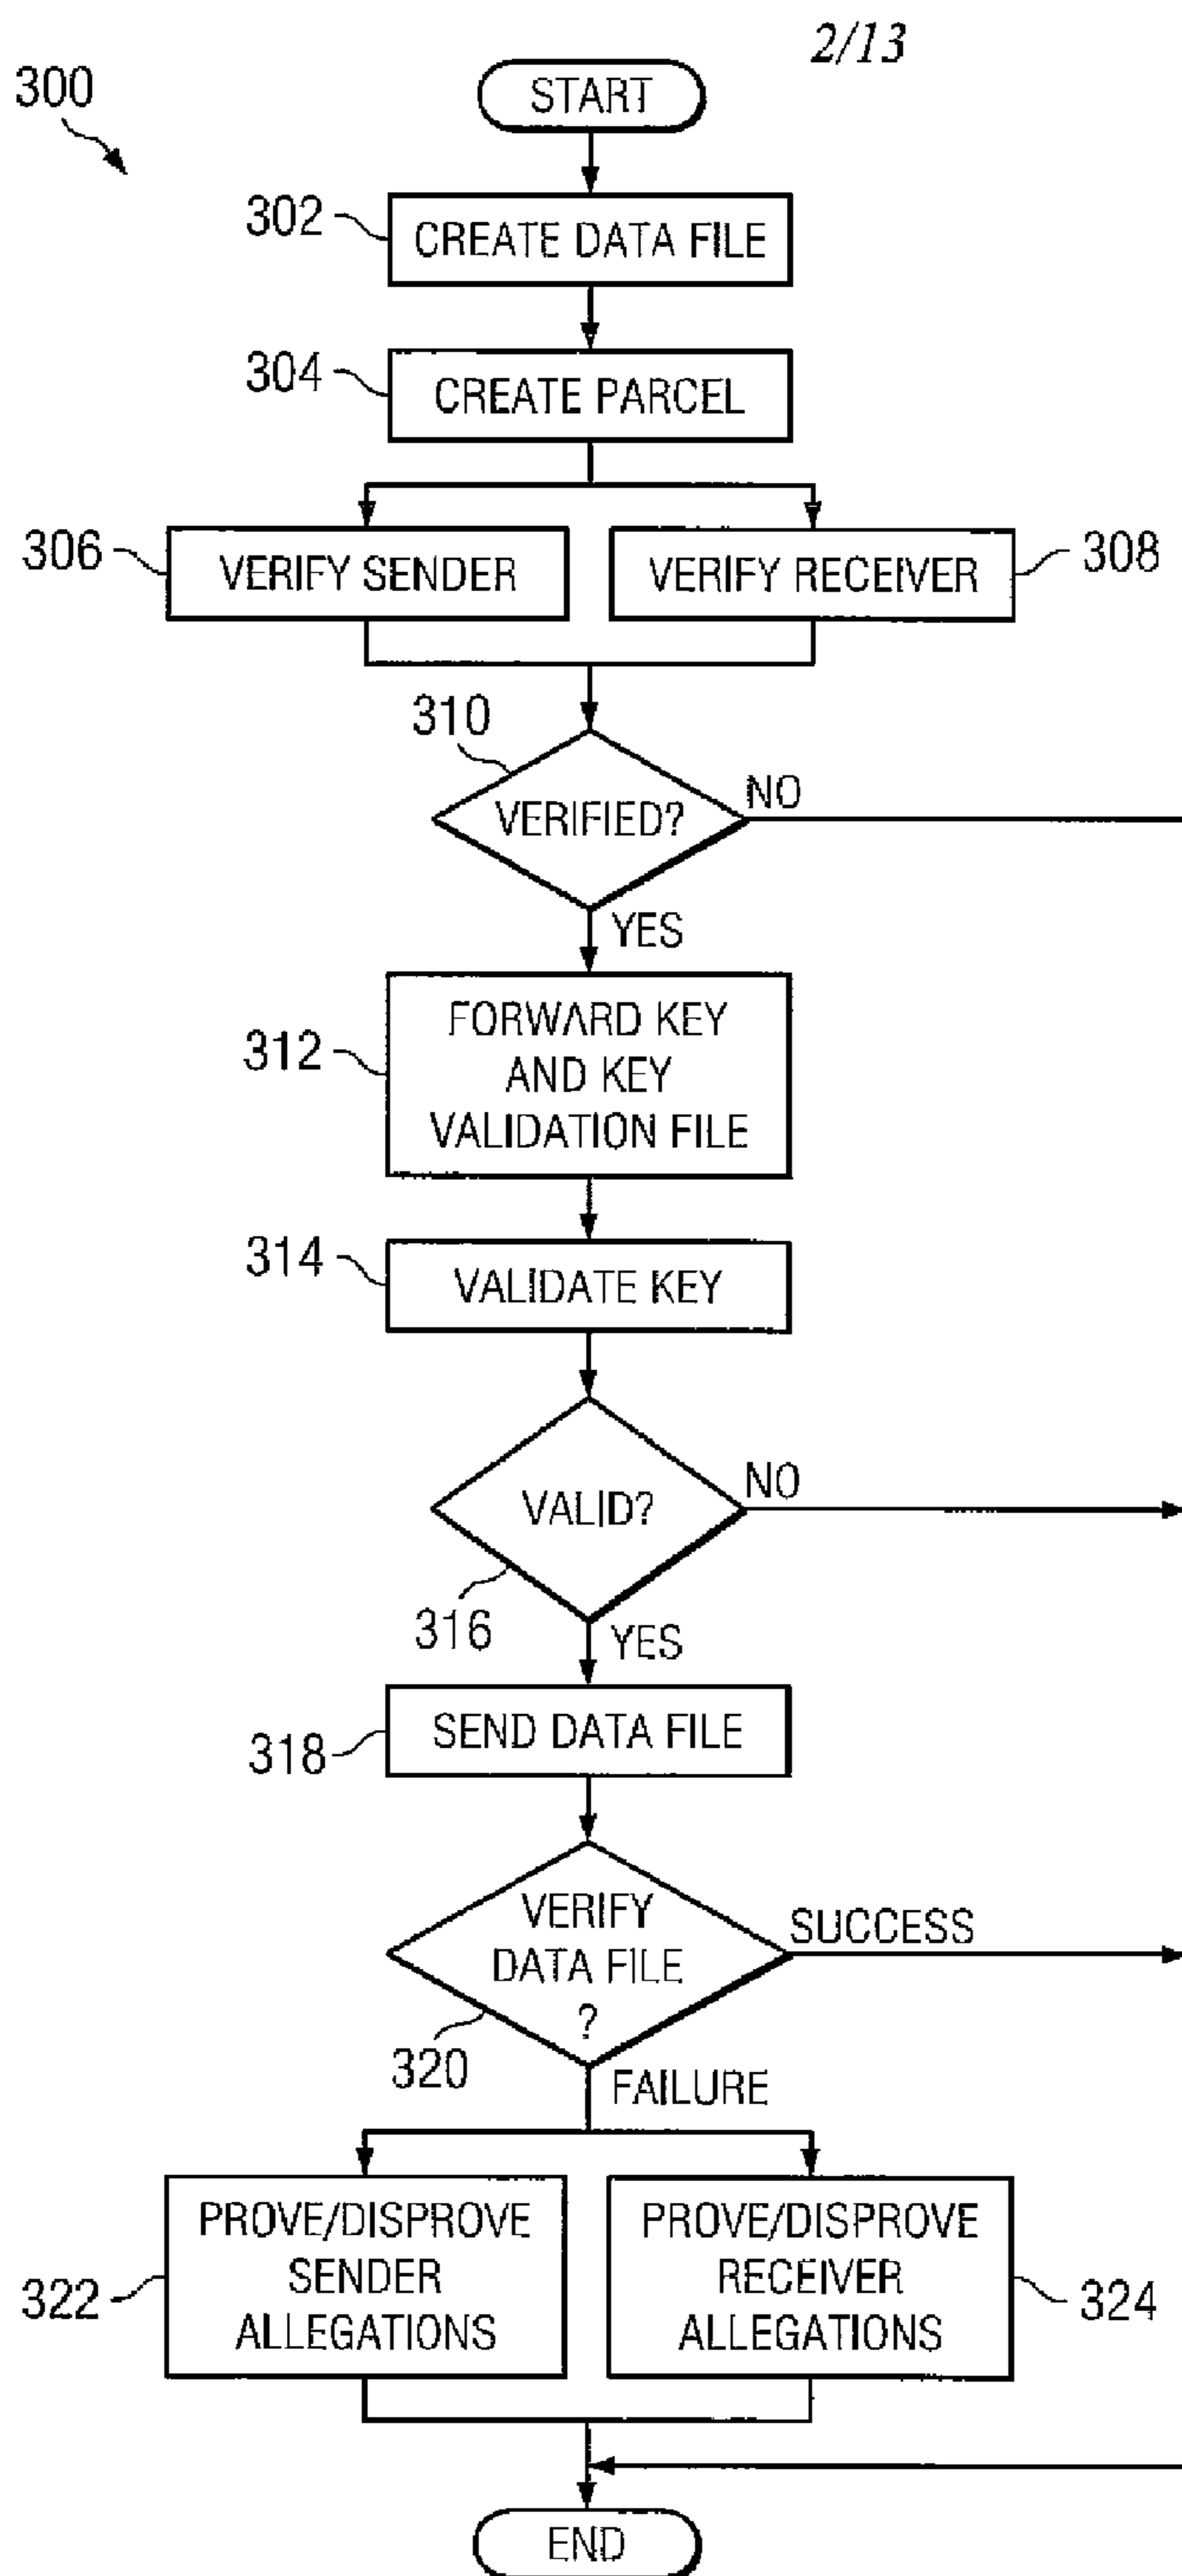 2/13
300
START
302
CREATE DATA FILE
304
CREATE PARCEL
306
VERIFY SENDER
VERIFY RECEIVER
308
310
VERIFIED?
NO
YES
312
FORWARD KEY
AND KEY
VALIDATION FILE
314
VALIDATE KEY
VALID?
NO
316
YES
318
SEND DATA FILE
VERIFY
DATA FILE
?
SUCCESS
320
FAILURE
322
PROVE/DISPROVE
SENDER
ALLEGATIONS
PROVE/DISPROVE
RECEIVER
ALLEGATIONS
324
END